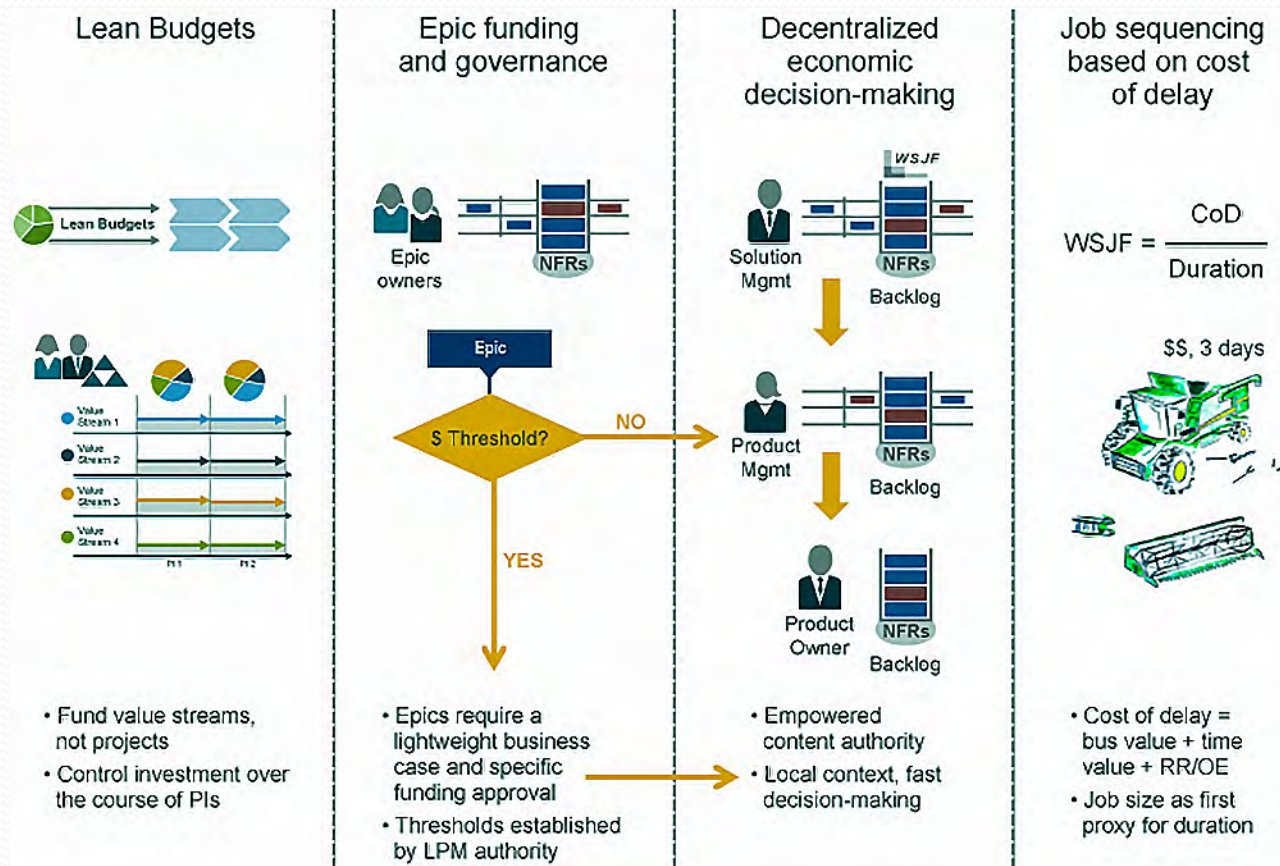 Lean Budgets
Lean Budgets
Value
Stream 1
Value
Stream 2
Value
Stream 3
Value
Stream 4
PI 1
PI 2
• Fund value streams,
not projects
• Control investment over
the course of PIs
Epic funding
and governance
Epic
owners
NFRs
Epic
$ Threshold?
NO
YES
• Epics require a
lightweight business
case and specific
funding approval
• Thresholds established
by LPM authority
Decentralized
economic
decision-making
WSJF
Solution
Mgmt
NFRs
Backlog
Product
Mgmt
NFRs
Backlog
Product
Owner
NFRs
Backlog
• Empowered
content authority
• Local context, fast
decision-making
Job sequencing
based on cost
of delay
WSJF =
CoD
Duration
$$, 3 days
• Cost of delay =
bus value + time
value + RR/OE
• Job size as first
proxy for duration